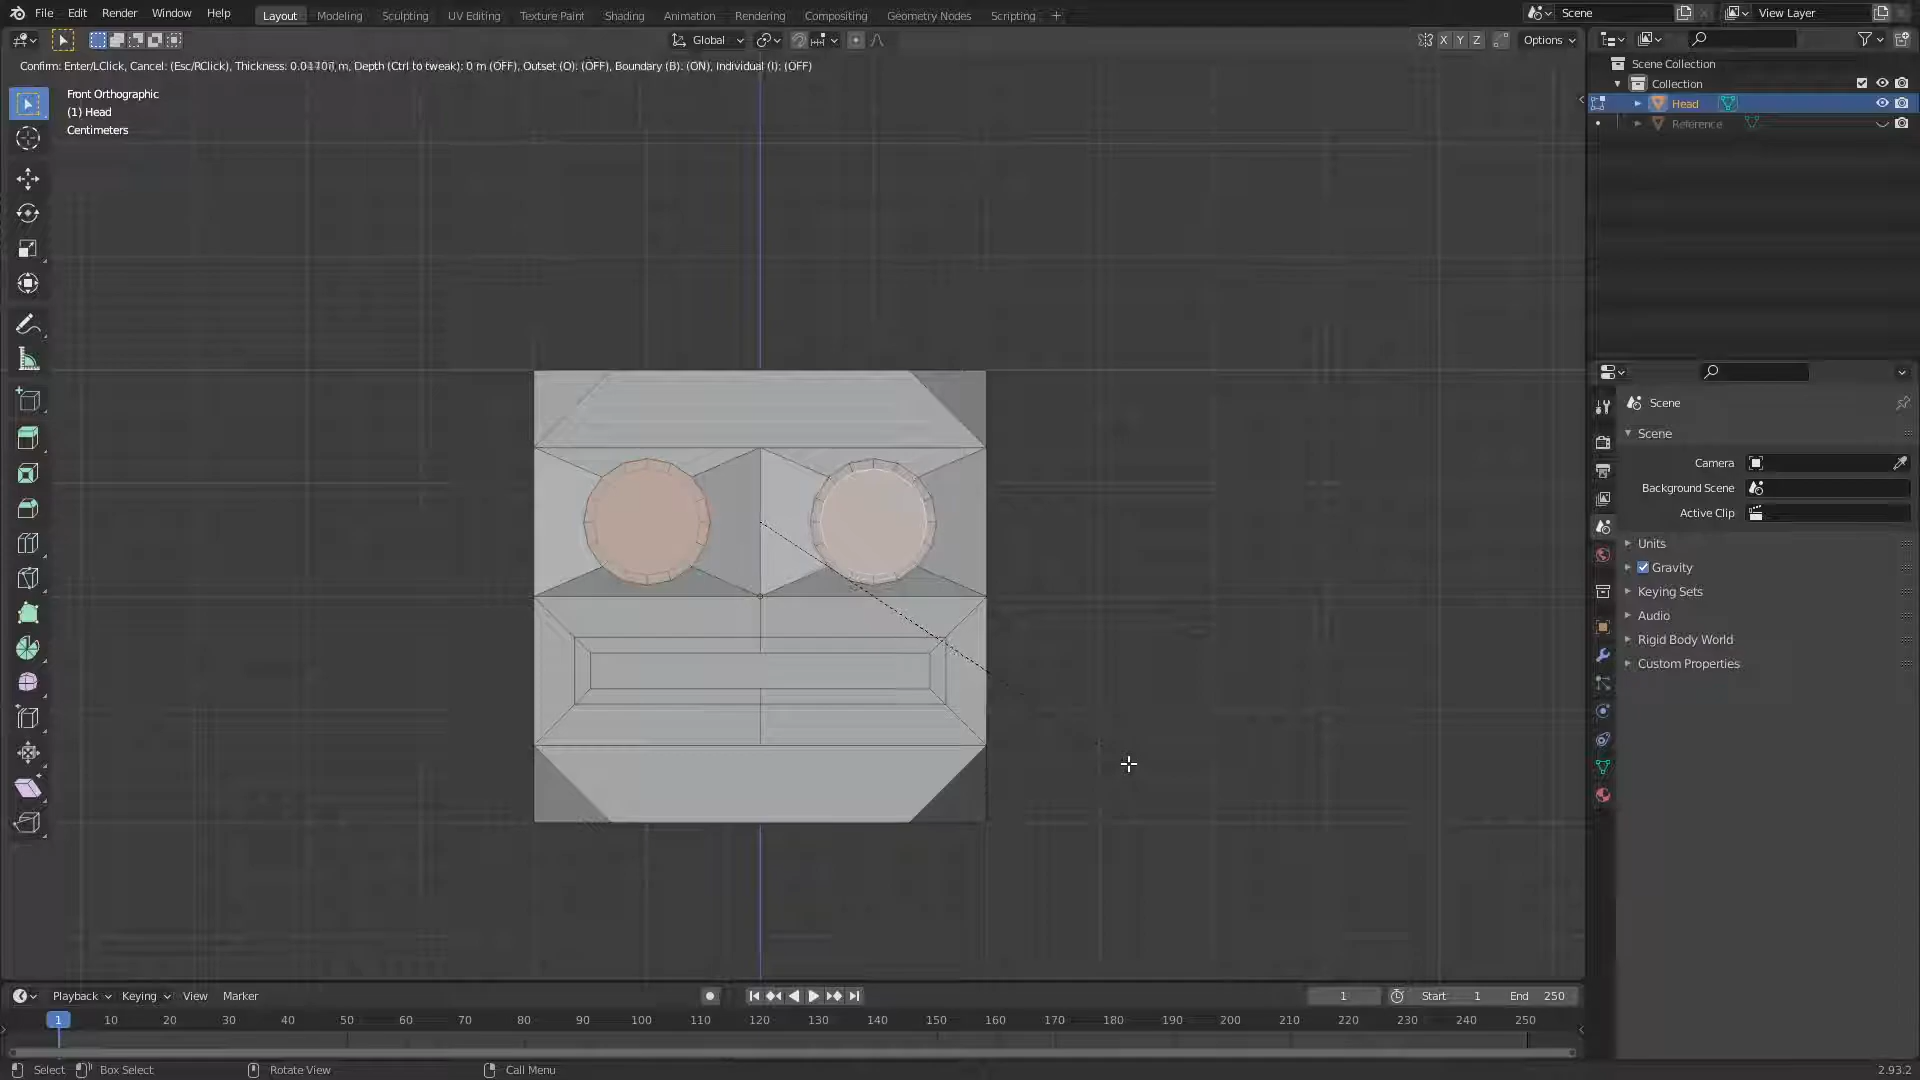 File Edit Render Window Help Layout Modeling Sculpting UV Editing Texture Paint Shading Animation Rendering Compositing Geometry Nodes Scripting + Scene View Layer
Global X Y Z Options
Confirm: Enter/LClick, Cancel: (Esc/RClick), Thickness: 0.01707 m, Depth (Ctrl to tweak): 0 m (OFF), Outset (O): (OFF), Boundary (B): (ON), Individual (I): (OFF)
Front Orthographic
(1) Head
Centimeters
Scene Collection
Collection
Head
Reference
Scene
Scene
Camera
Background Scene
Active Clip
Units
Gravity
Keying Sets
Audio
Rigid Body World
Custom Properties
Playback Keying View Marker 1 Start 1 End 250
1 10 20 30 40 50 60 70 80 90 100 110 120 130 140 150 160 170 180 190 200 210 220 230 240 250
Select Box Select Rotate View Call Menu 2.93.2